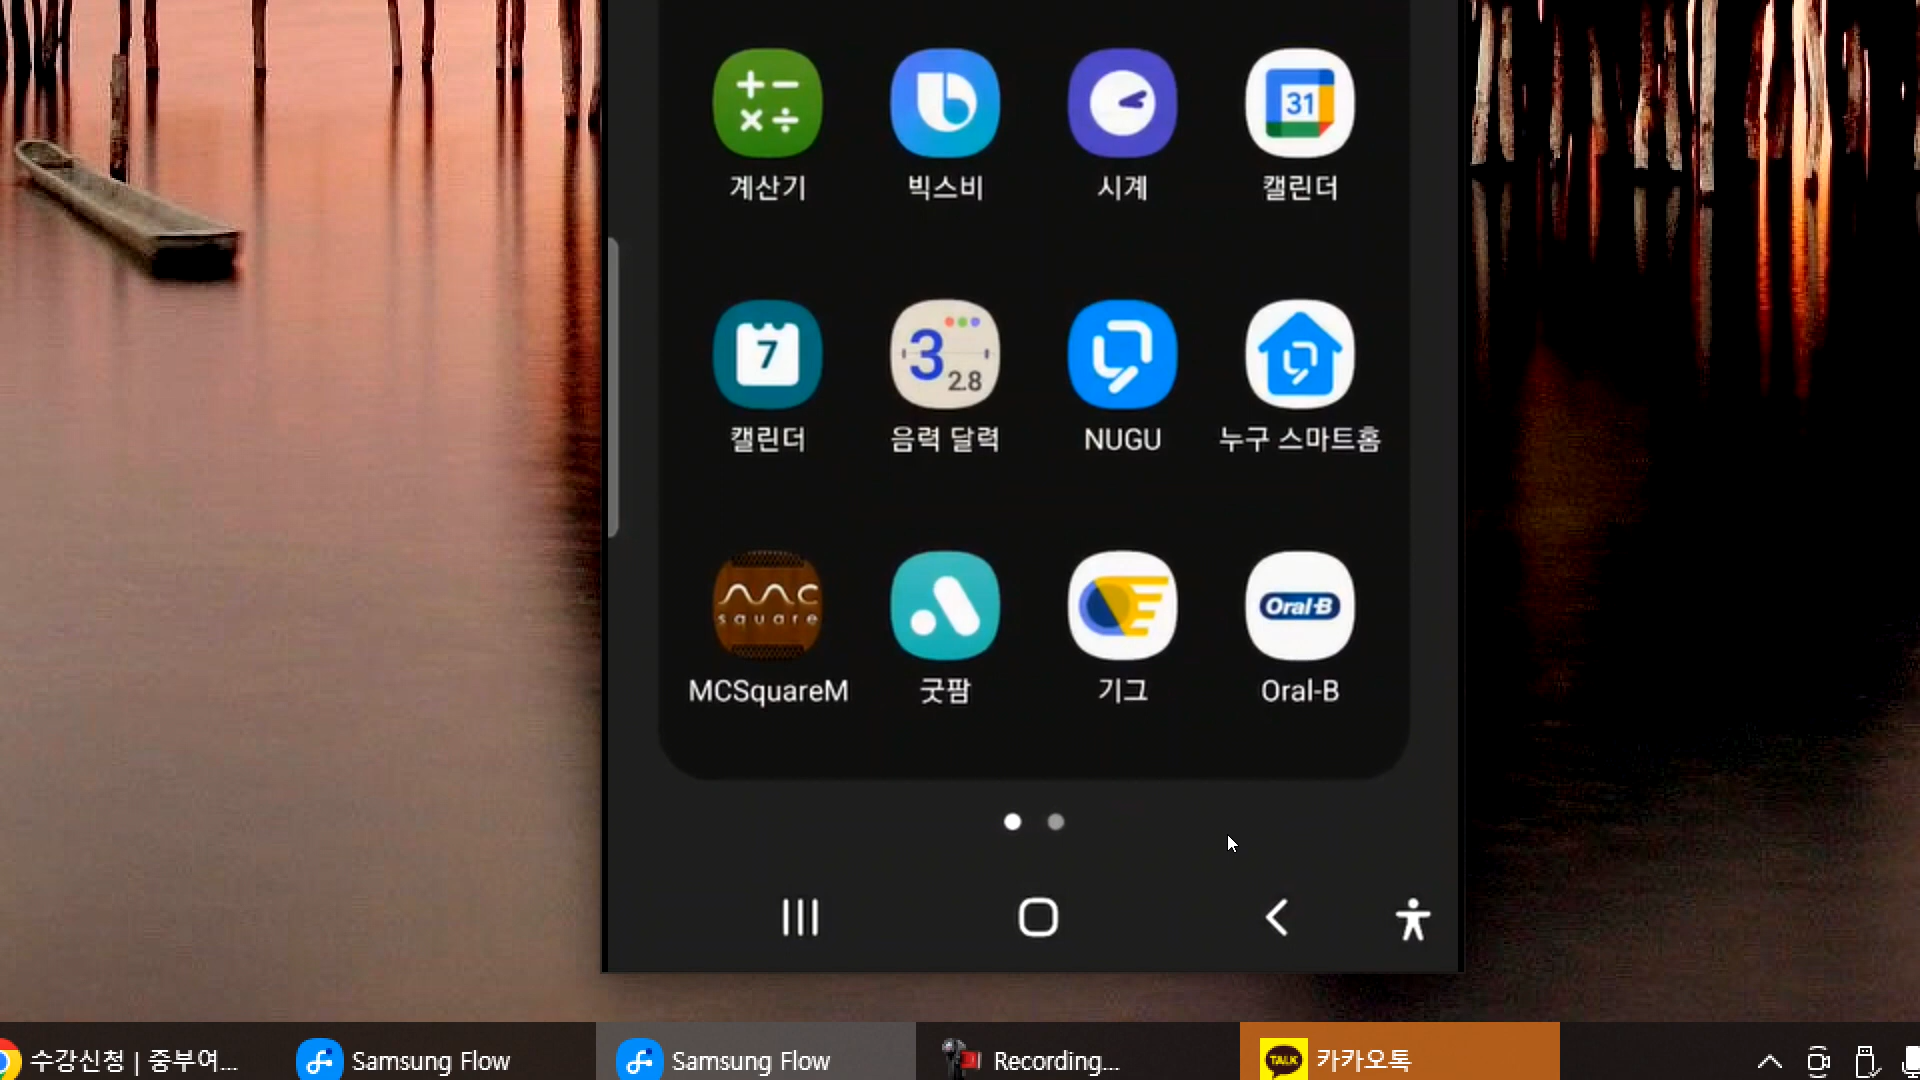 31
계산기
빅스비
시계
캘린더
7
3
2.8
캘린더
음력 달력
NUGU
누구 스마트홈
square
Oral-B
MCSquareM
굿팜
기그
Oral-B
수강신청 | 중부여...
Samsung Flow
Samsung Flow
Recording...
TALK
카카오톡